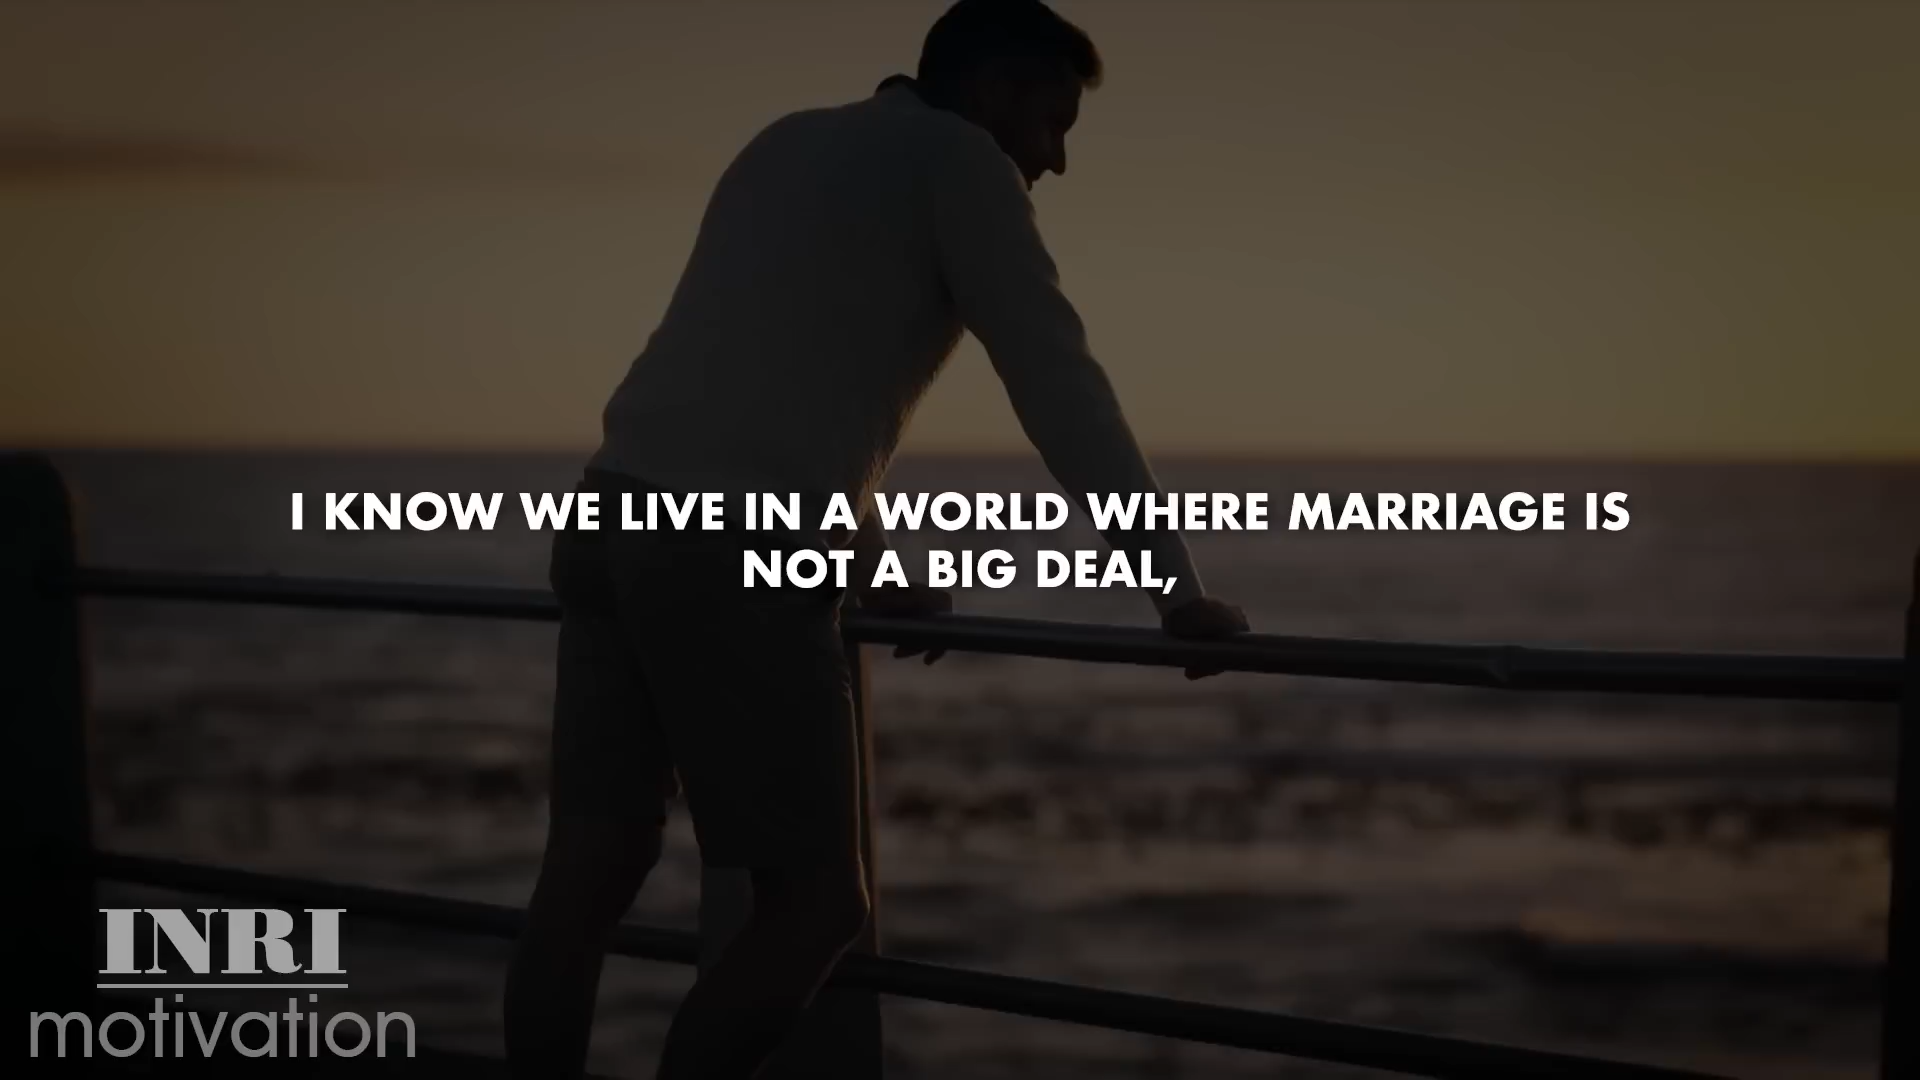 I KNOW WE LIVE IN A WORLD WHERE MARRIAGE IS
NOT A BIG DEAL,
INRI
motivation